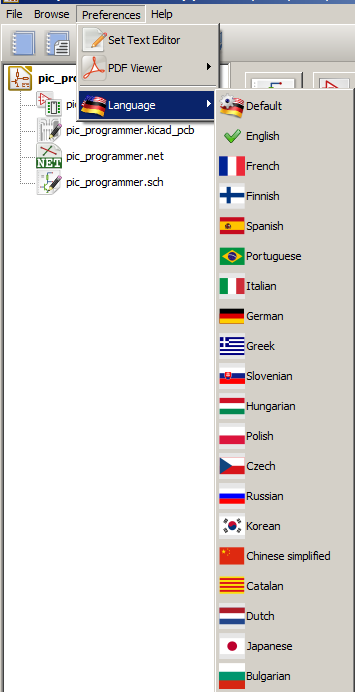 File Browse Preferences Help
Set Text Editor
PDF Viewer
Language
pic_pro
pic_programmer.kicad_pcb
NET
pic_programmer.net
pic_programmer.sch
Default
English
French
Finnish
Spanish
Portuguese
Italian
German
Greek
Slovenian
Hungarian
Polish
Czech
Russian
Korean
Chinese simplified
Catalan
Dutch
Japanese
Bulgarian